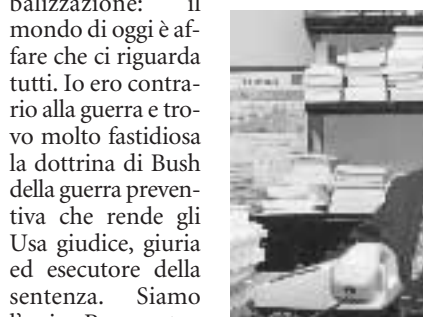 balizzazione: il
mondo di oggi è af-
fare che ci riguarda
tutti. Io ero contra-
rio alla guerra e tro-
vo molto fastidiosa
la dottrina di Bush
della guerra preven-
tiva che rende gli
Usa giudice, giuria
ed esecutore della
sentenza. Siamo